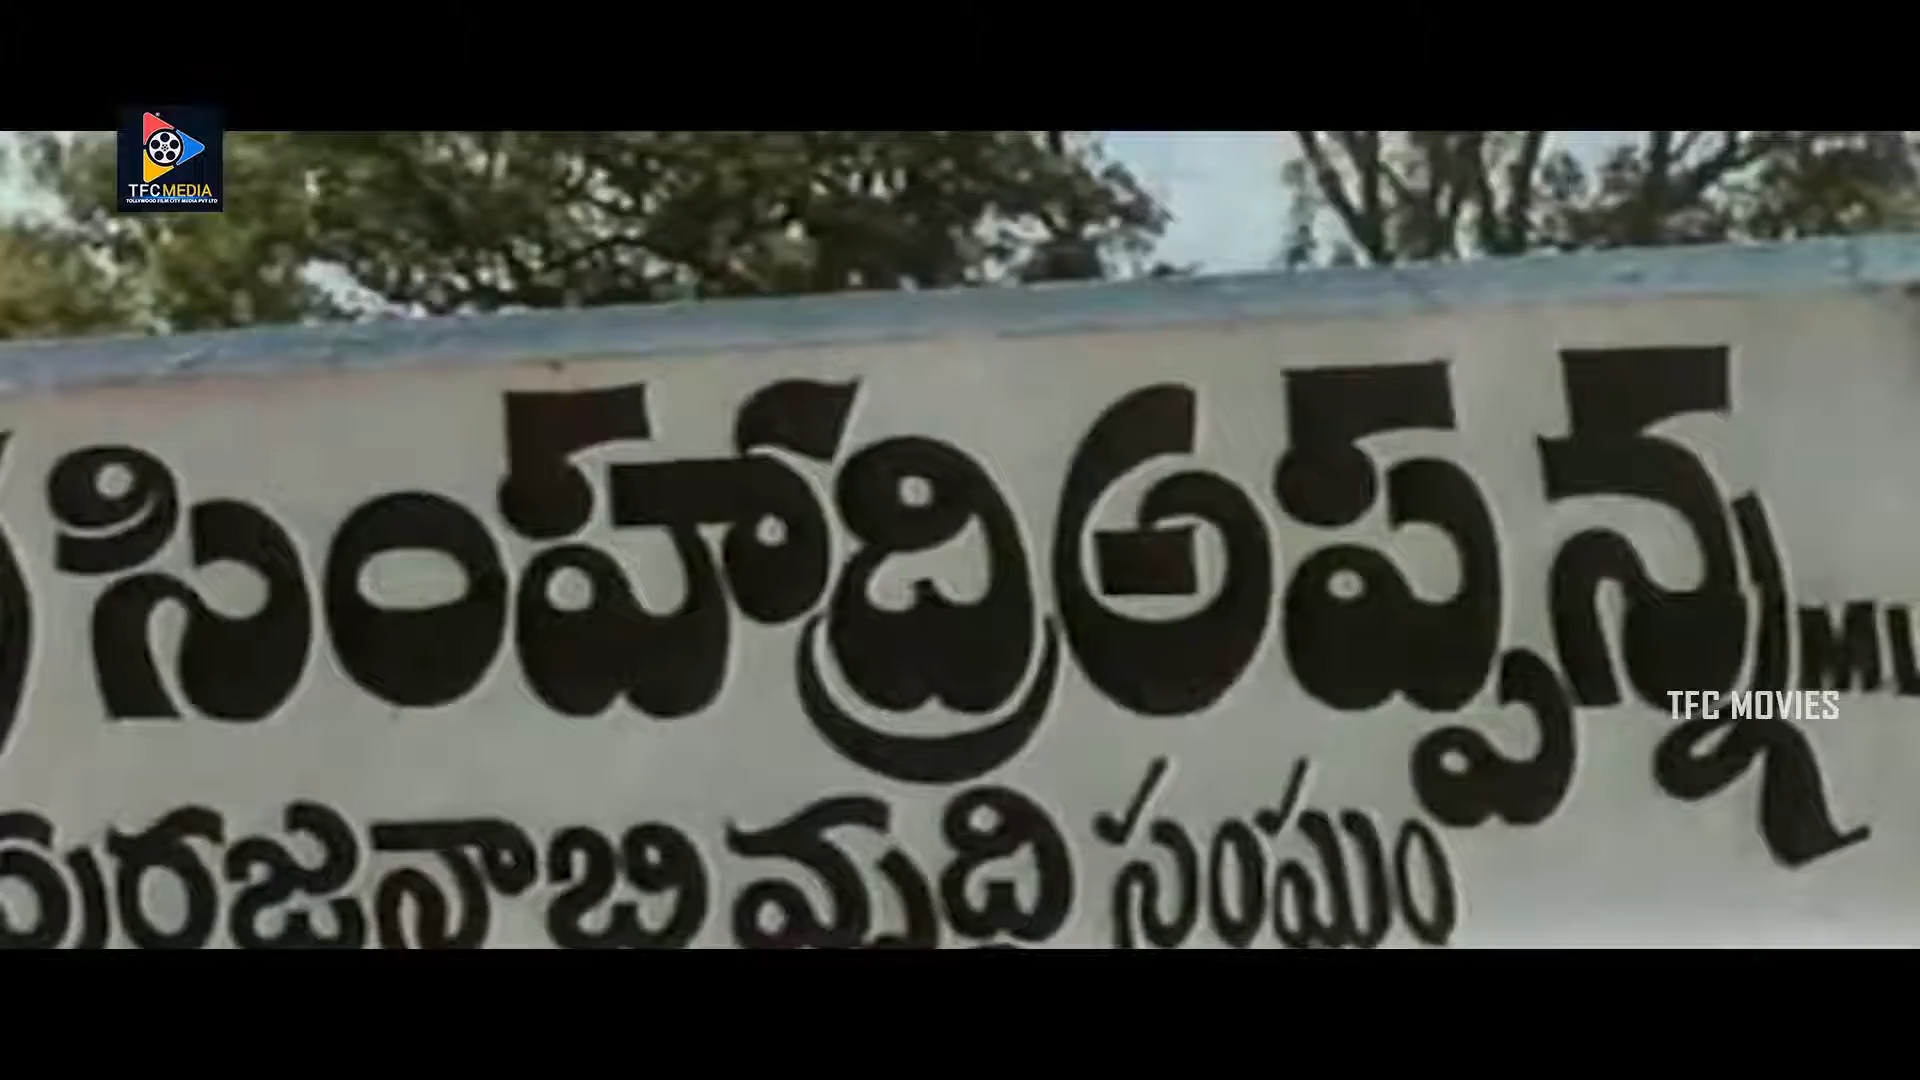 TFC MEDIA
TOLLYWOOD FILM CITY MEDIA PVT LTD
సింహాద్రి అప్పన్న
పురజనాబివృద్ది సంఘం
TFC MOVIES